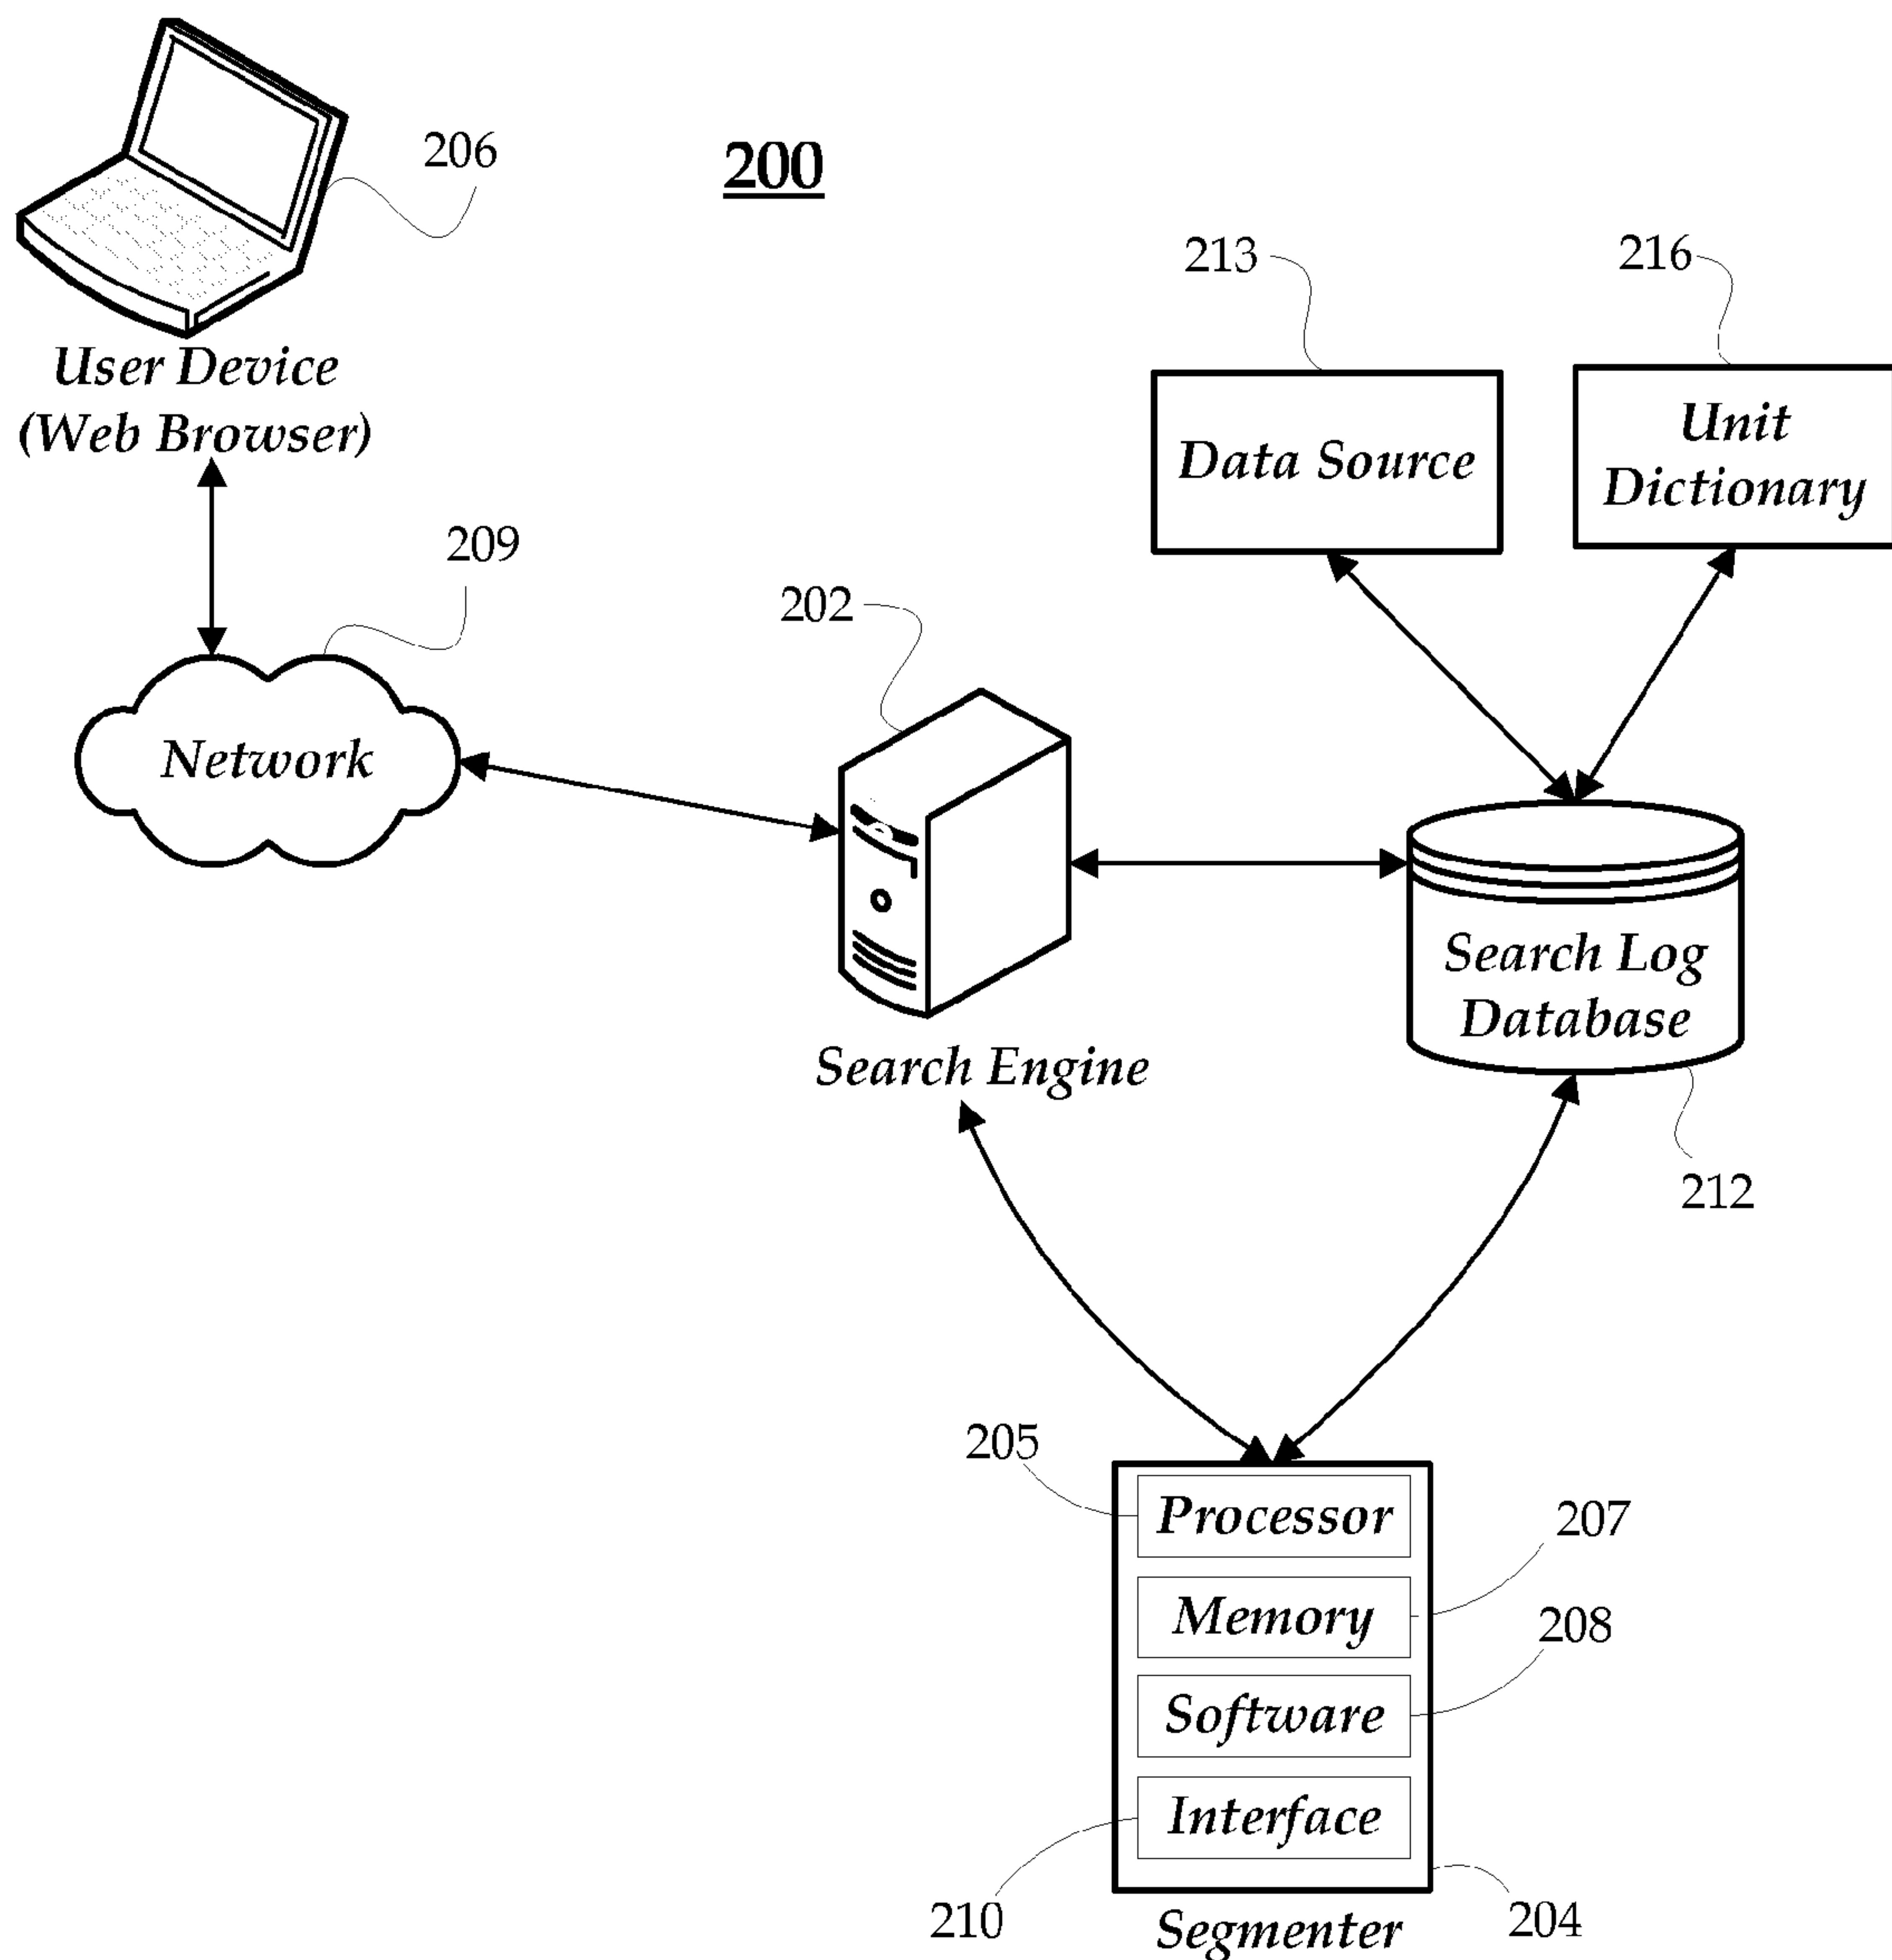 200
206
User Device
(Web Browser)
213
216
Data Source
Unit
Dictionary
209
Network
202
Search Engine
Search Log
Database
212
205
Processor
207
Memory
208
Software
Interface
210
204
Segmenter